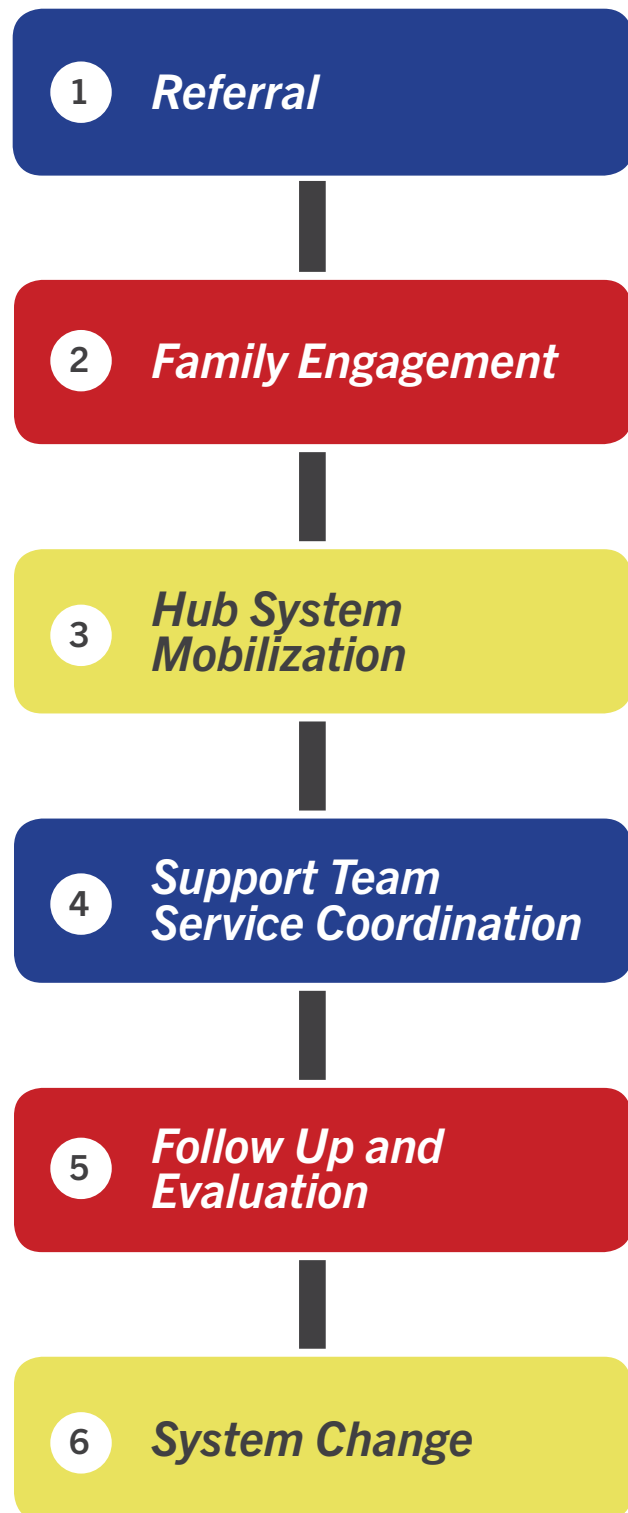 1 Referral
2 Family Engagement
3 Hub System
Mobilization
4 Support Team
Service Coordination
5 Follow Up and
Evaluation
6 System Change